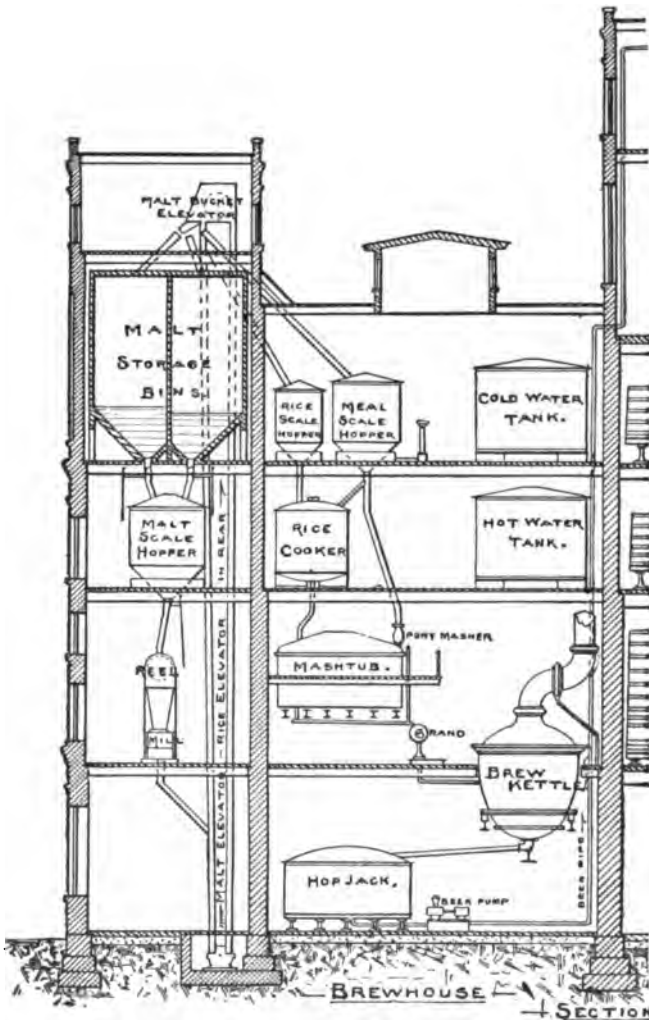 MALT BUCKET
ELEVATOR
MALT
STORAGE
BINS.
RICE
SCALE
HOPPER
MEAL
SCALE
HOPPER
COLD WATER
TANK.
MALT
SCALE
HOPPER
RICE
COOKER
HOT WATER
TANK.
MALT ELEVATOR - RICE ELEVATOR IN REAR
PONY MASHER
REEL
MASHTUB.
GRAND
MILL
BREW
KETTLE
HOP JACK.
BEER PUMP
BREWHOUSE
SECTION